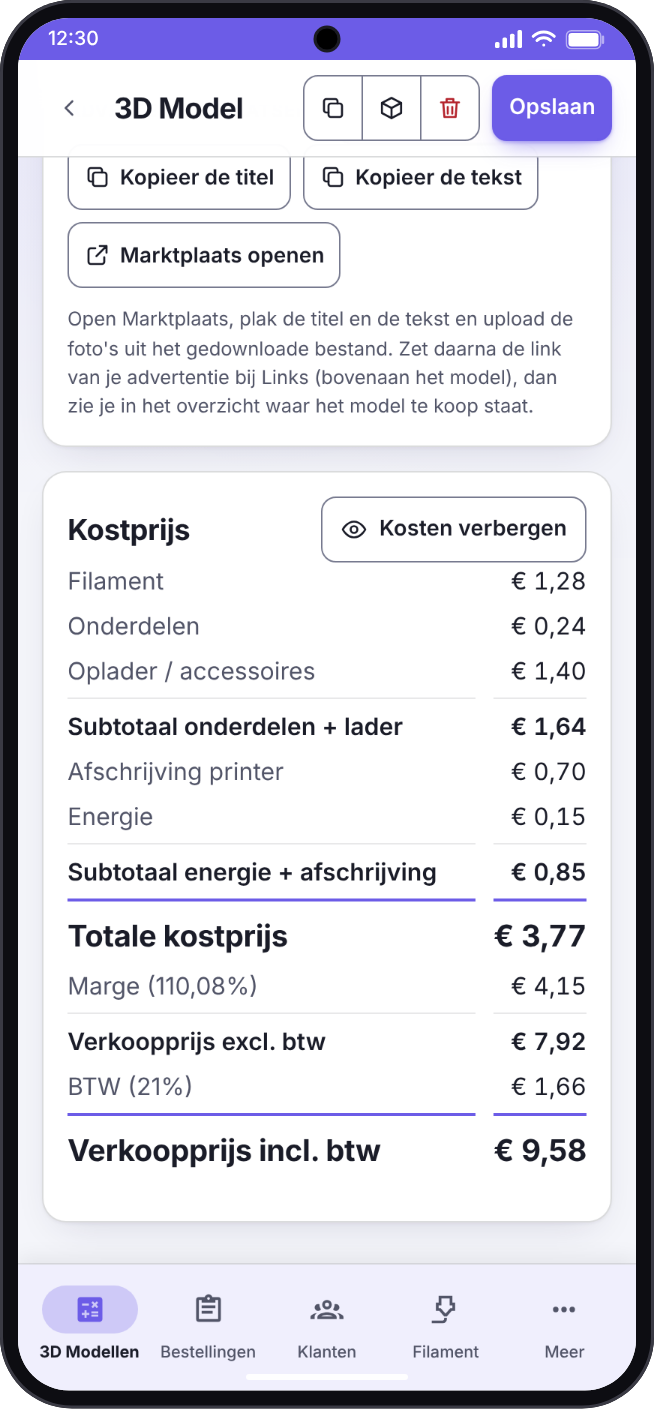 12:30
3D Model
Opslaan
Kopieer de titel
Kopieer de tekst
Marktplaats openen
Open Marktplaats, plak de titel en de tekst en upload de
foto's uit het gedownloade bestand. Zet daarna de link
van je advertentie bij Links (bovenaan het model), dan
zie je in het overzicht waar het model te koop staat.
Kostprijs
Kosten verbergen
Filament € 1,28
Onderdelen € 0,24
Oplader / accessoires € 1,40
Subtotaal onderdelen + lader € 1,64
Afschrijving printer € 0,70
Energie € 0,15
Subtotaal energie + afschrijving € 0,85
Totale kostprijs € 3,77
Marge (110,08%) € 4,15
Verkoopprijs excl. btw € 7,92
BTW (21%) € 1,66
Verkoopprijs incl. btw € 9,58
3D Modellen
Bestellingen
Klanten
Filament
Meer